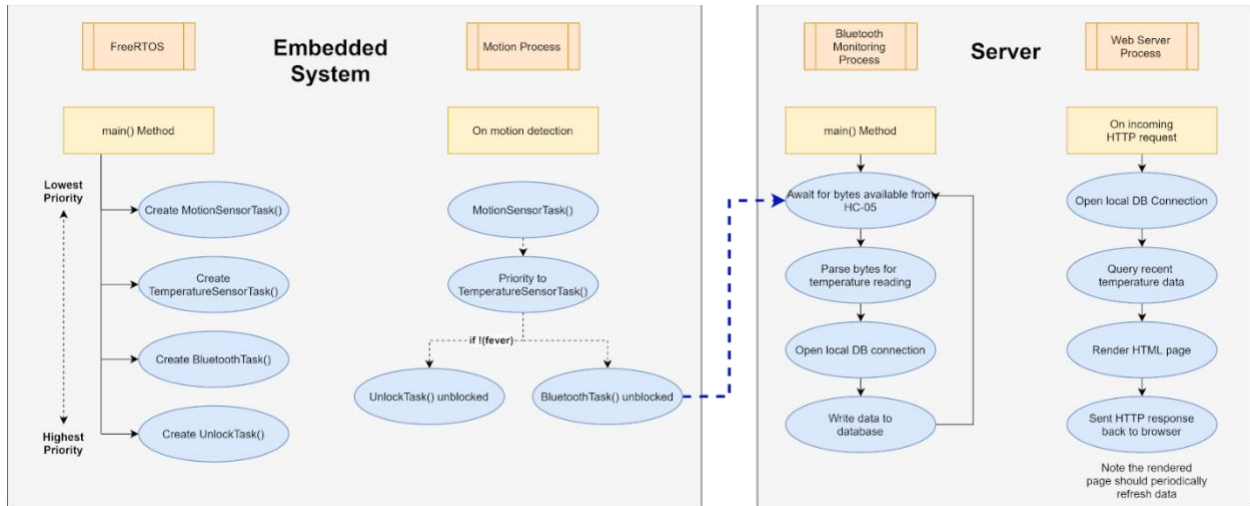 FreeRTOS
Embedded
System
Motion Process
main() Method
Lowest
Priority
Create MotionSensorTask()
Create
TemperatureSensorTask()
Create BluetoothTask()
Highest
Priority
Create UnlockTask()
On motion detection
MotionSensorTask()
Priority to
TemperatureSensorTask()
if !(fever)
UnlockTask() unblocked
BluetoothTask() unblocked
Bluetooth
Monitoring
Process
Server
Web Server
Process
main() Method
Await for bytes available from
HC-05
Parse bytes for
temperature reading
Open local DB connection
Write data to
database
On incoming
HTTP request
Open local DB Connection
Query recent
temperature data
Render HTML page
Sent HTTP response
back to browser
Note the rendered
page should periodically
refresh data